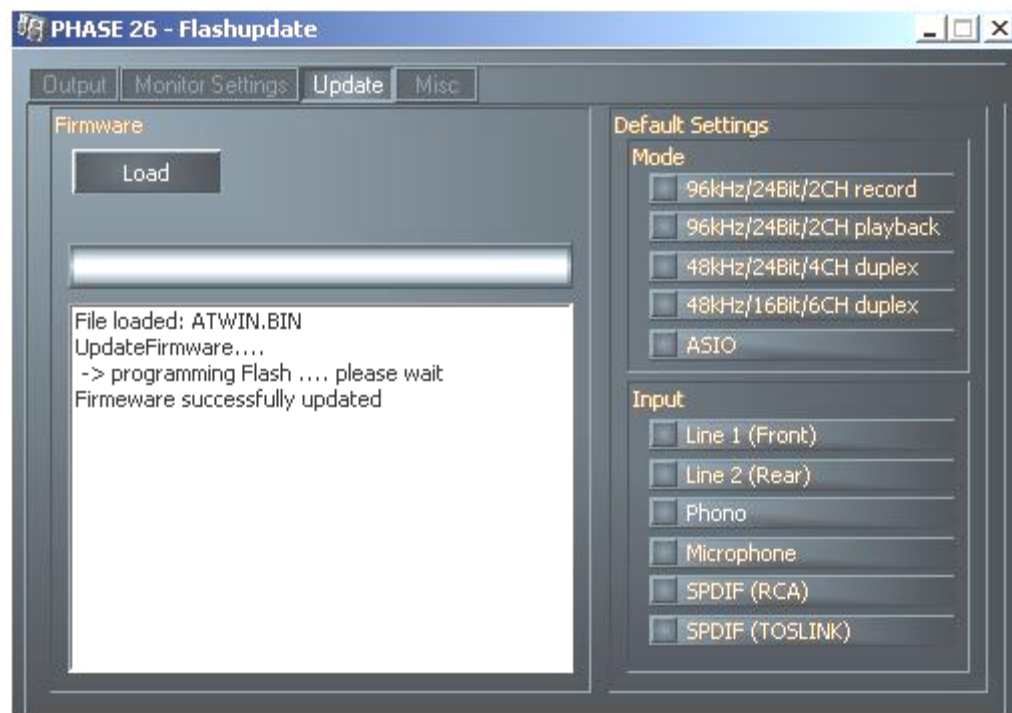 PHASE 26 - Flashupdate
Output Monitor Settings Update Misc
Firmware
Load
File loaded: ATWIN.BIN
UpdateFirmware....
-> programming Flash .... please wait
Firmeware successfully updated
Default Settings
Mode
96kHz/24Bit/2CH record
96kHz/24Bit/2CH playback
48kHz/24Bit/4CH duplex
48kHz/16Bit/6CH duplex
ASIO
Input
Line 1 (Front)
Line 2 (Rear)
Phono
Microphone
SPDIF (RCA)
SPDIF (TOSLINK)